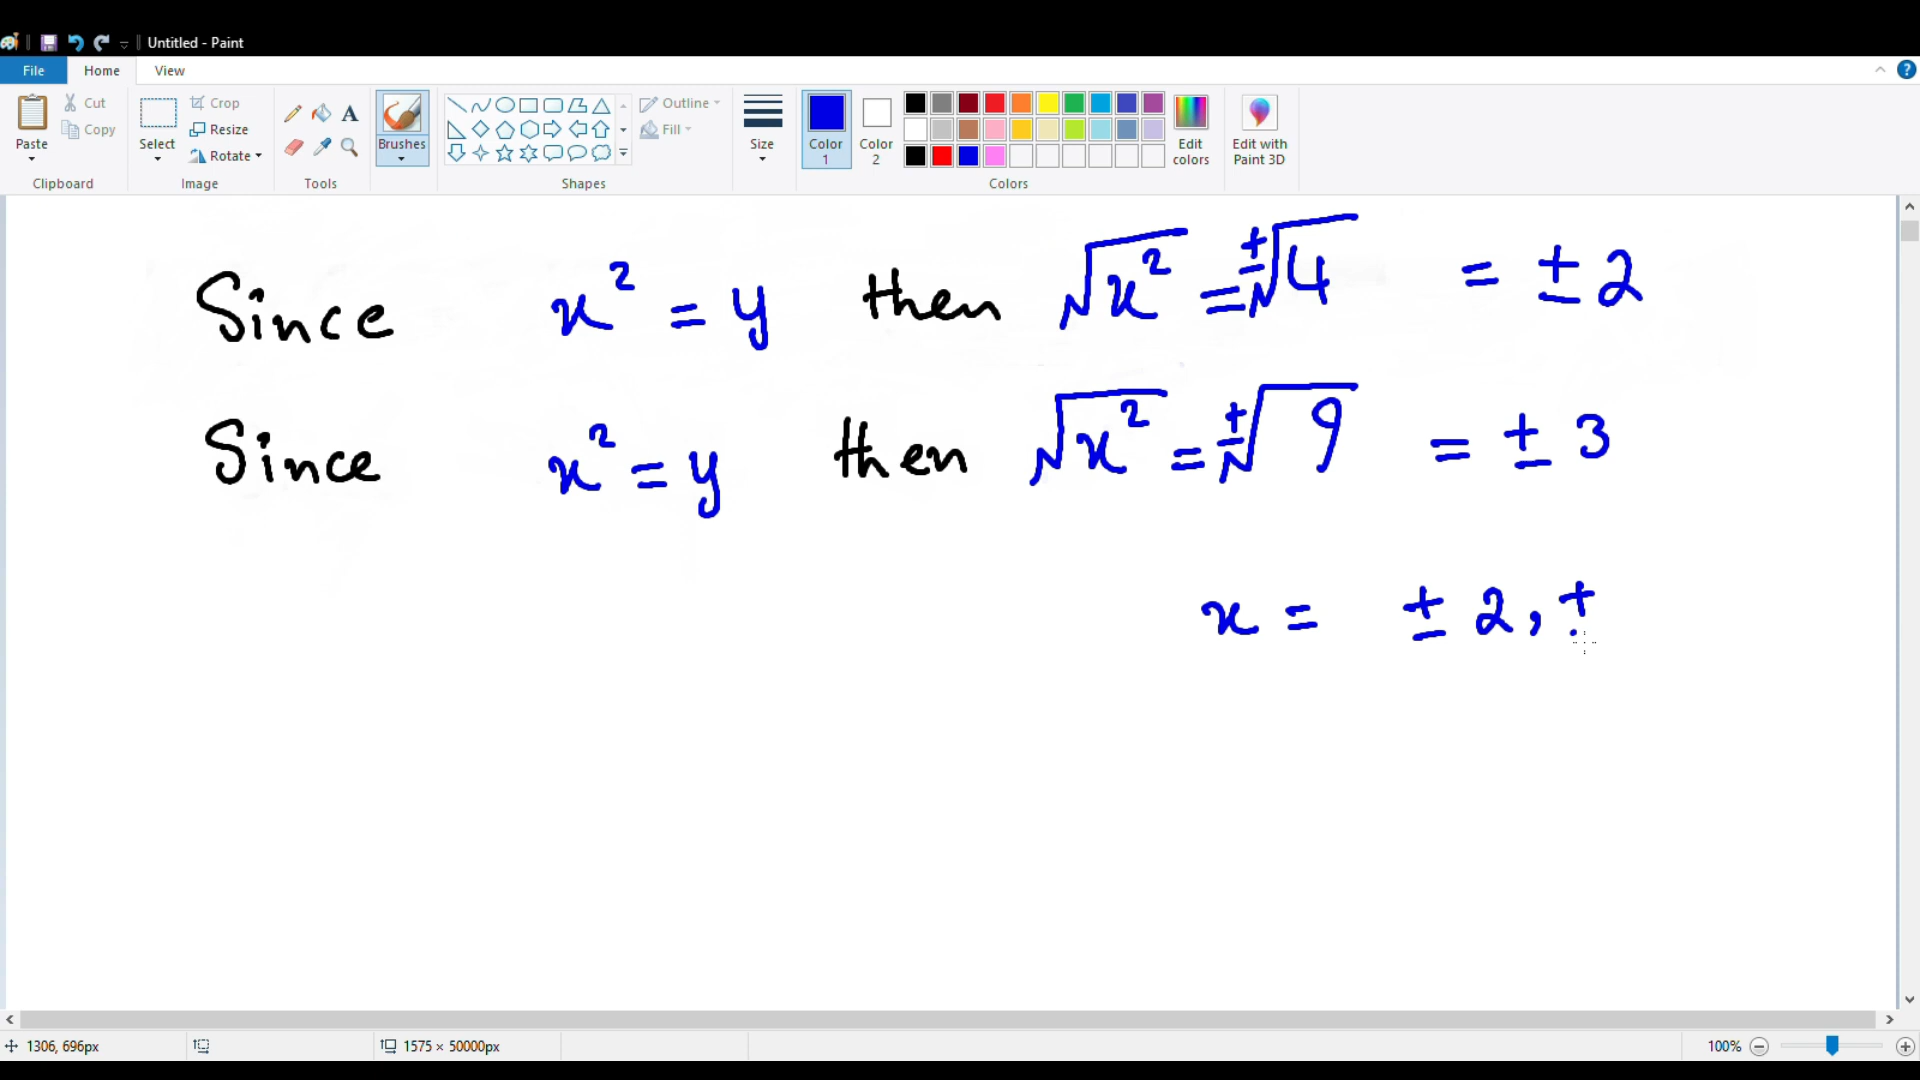 Untitled - Paint
File Home View
Paste Cut Copy Select Crop Resize Rotate Brushes Outline Fill Size Color 1 Color 2 Edit colors Edit with Paint 3D
Clipboard Image Tools Shapes Colors
Since x² = y then √x² = ±√4 = ± 2
Since x² = y then √x² = ±√9 = ± 3
x = ± 2, +
1306, 696px 1575 × 50000px 100%